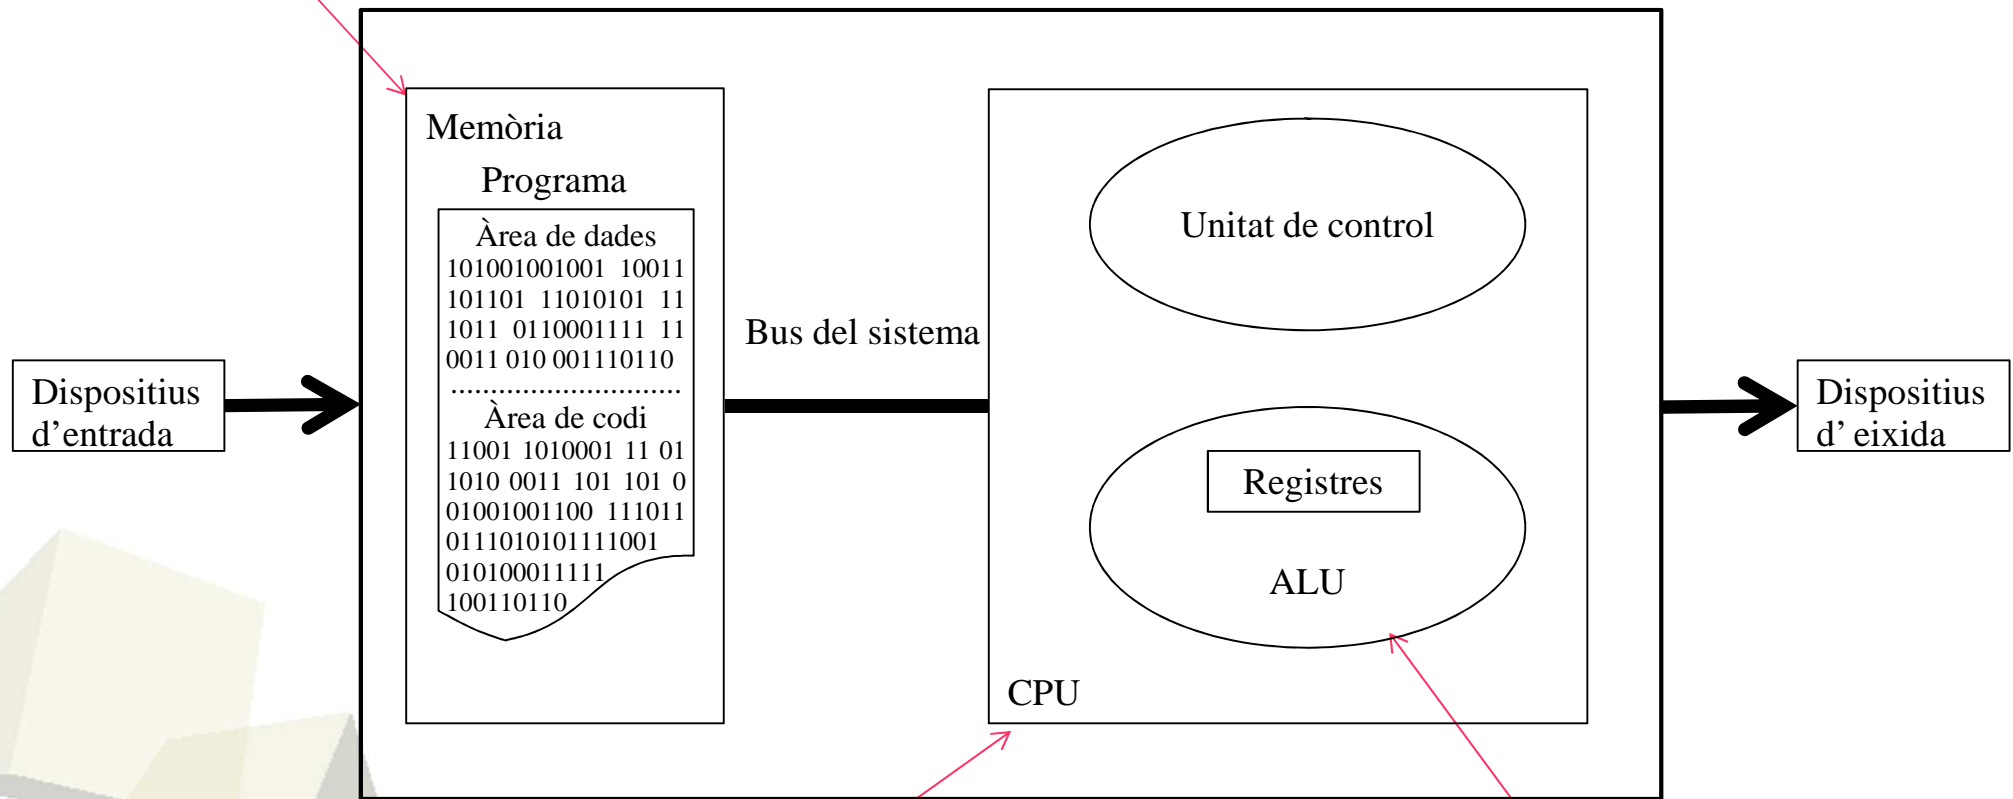 Memòria
Programa
Àrea de dades
101001001001 10011
101101 11010101 11
1011 0110001111 11
0011 010 001110110
.............................
Àrea de codi
11001 1010001 11 01
1010 0011 101 101 0
01001001100 111011
0111010101111001
010100011111
100110110
Dispositius
d’entrada
Bus del sistema
Unitat de control
Registres
ALU
CPU
Dispositius
d’ eixida